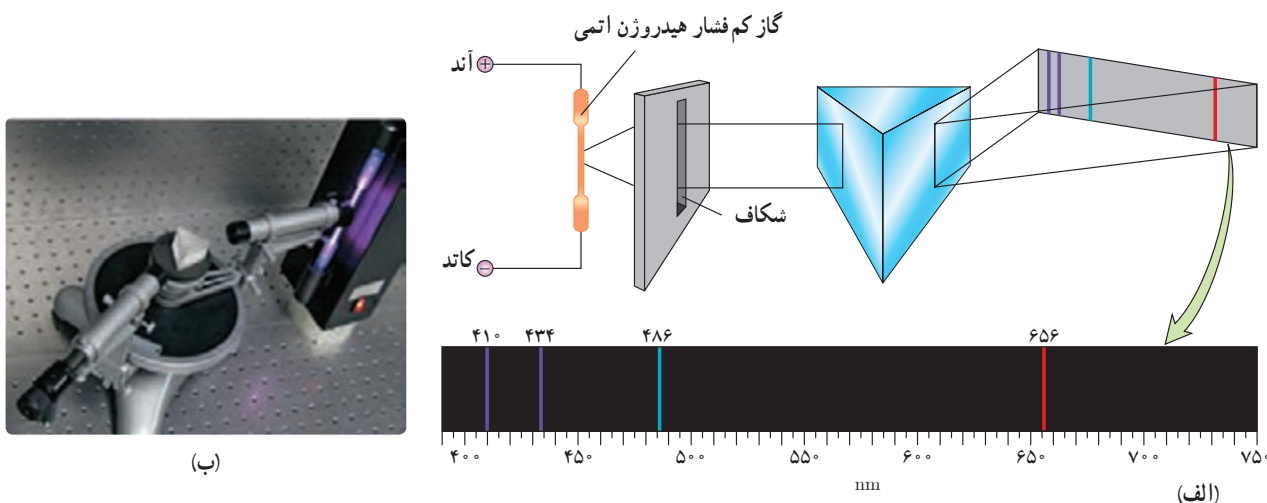 گاز کم فشار هیدروژن اتمی
آند
+
شکاف
کاتد
−
۴۱۰ ۴۳۴ ۴۸۶ ۶۵۶
۴۰۰ ۴۵۰ ۵۰۰ ۵۵۰ ۶۰۰ ۶۵۰ ۷۰۰ ۷۵۰
nm
(الف)
(ب)